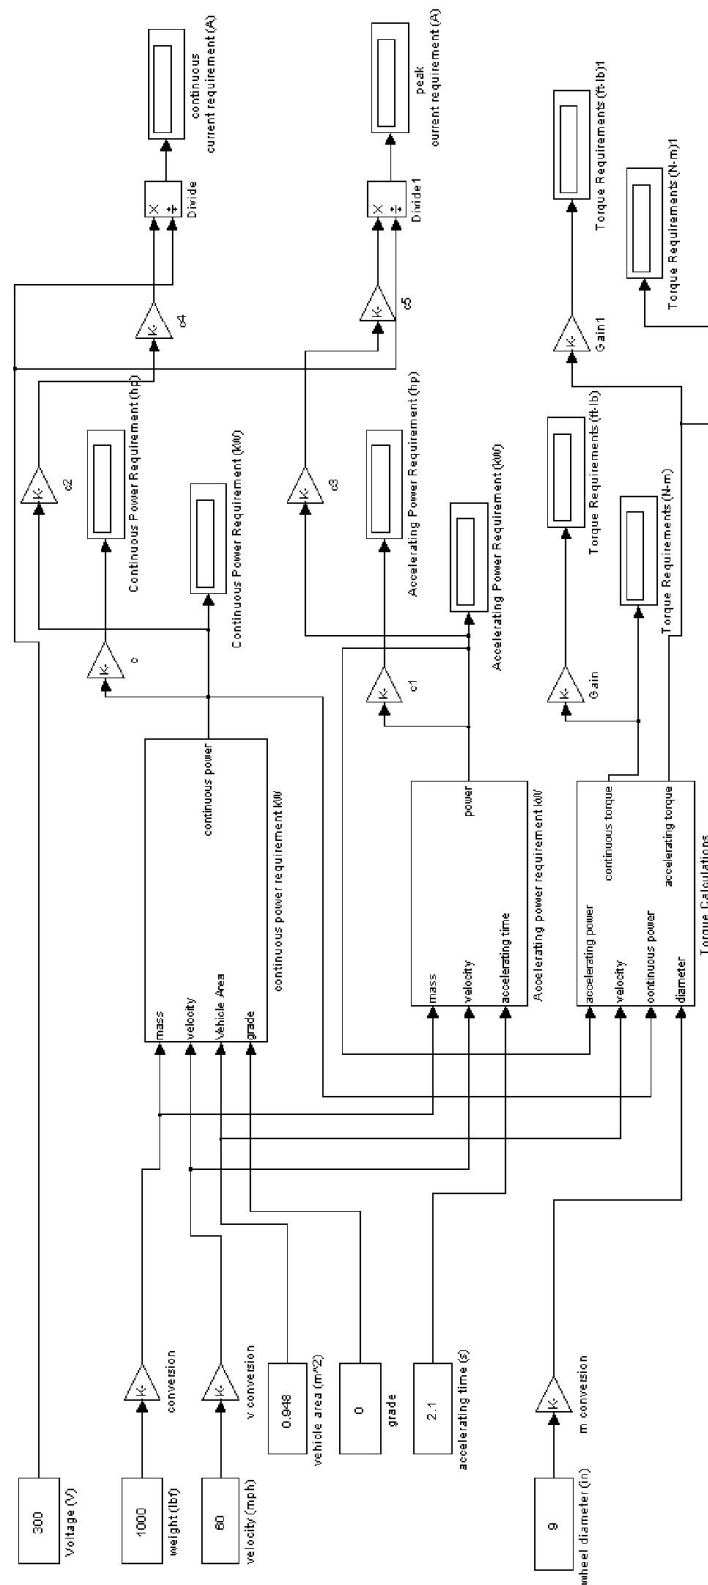 300
Voltage (V)
1000
weight (lbf)
K-
conversion
60
velocity (mph)
K-
v conversion
0.948
vehicle area (m^2)
0
grade
2.1
accelerating time (s)
9
wheel diameter (in)
K-
m conversion
mass
velocity
Vehicle Area
grade
continuous power
continuous power requirement kW
mass
velocity
accelerating time
power
Accelerating power requirement kW
accelerating power
velocity
continuous power
diameter
continuous torque
accelerating torque
Torque Calculations
K-
c
K-
c2
Continuous Power Requirement (hp)
Continuous Power Requirement (kW)
K-
c4
×
÷
Divide
continuous
current requirement (A)
K-
c1
K-
c3
Accelerating Power Requirement (hp)
Accelerating Power Requirement (kW)
K-
c5
×
÷
Divide1
peak
current requirement (A)
K-
Gain
Torque Requirements (ft-lb)
Torque Requirements (N-m)
K-
Gain1
Torque Requirements (ft-lb)1
Torque Requirements (N-m)1